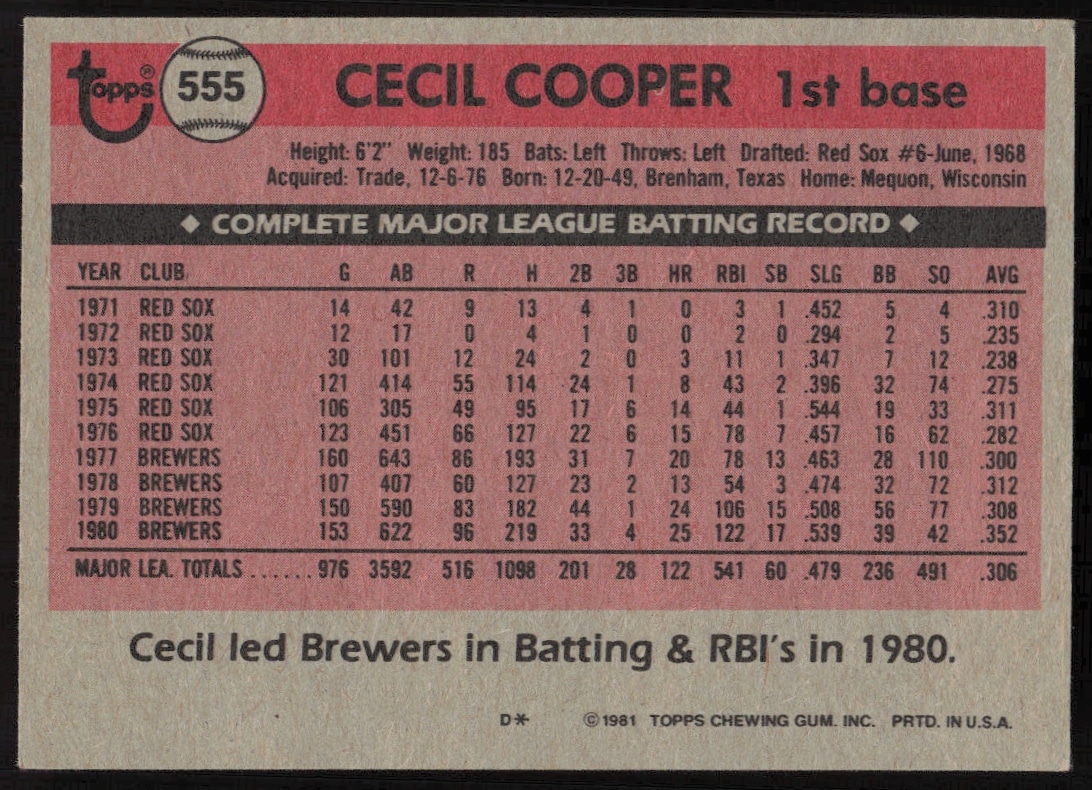 topps® 555 CECIL COOPER 1st base
Height: 6'2" Weight: 185 Bats: Left Throws: Left Drafted: Red Sox #6-June, 1968
Acquired: Trade, 12-6-76 Born: 12-20-49, Brenham, Texas Home: Mequon, Wisconsin
◆ COMPLETE MAJOR LEAGUE BATTING RECORD ◆
YEAR CLUB G AB R H 2B 3B HR RBI SB SLG BB SO AVG
1971 RED SOX 14 42 9 13 4 1 0 3 1 .452 5 4 .310
1972 RED SOX 12 17 0 4 1 0 0 2 0 .294 2 5 .235
1973 RED SOX 30 101 12 24 2 0 3 11 1 .347 7 12 .238
1974 RED SOX 121 414 55 114 24 1 8 43 2 .396 32 74 .275
1975 RED SOX 106 305 49 95 17 6 14 44 1 .544 19 33 .311
1976 RED SOX 123 451 66 127 22 6 15 78 7 .457 16 62 .282
1977 BREWERS 160 643 86 193 31 7 20 78 13 .463 28 110 .300
1978 BREWERS 107 407 60 127 23 2 13 54 3 .474 32 72 .312
1979 BREWERS 150 590 83 182 44 1 24 106 15 .508 56 77 .308
1980 BREWERS 153 622 96 219 33 4 25 122 17 .539 39 42 .352
MAJOR LEA. TOTALS ...... 976 3592 516 1098 201 28 122 541 60 .479 236 491 .306
Cecil led Brewers in Batting & RBI's in 1980.
D* ©1981 TOPPS CHEWING GUM. INC. PRTD. IN U.S.A.